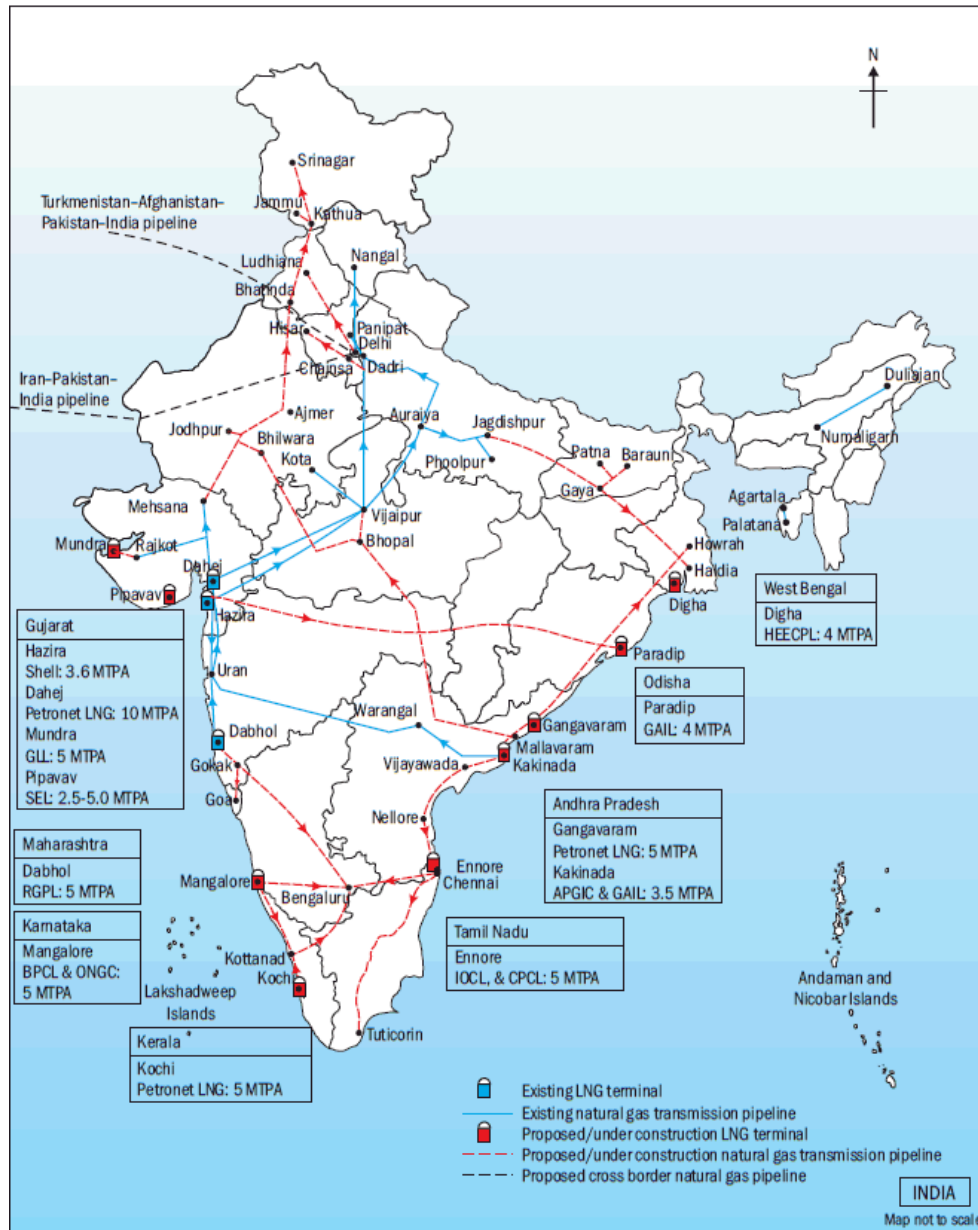 N
Srinagar
Turkmenistan-Afghanistan-
Pakistan-India pipeline
Jammu
Kathua
Ludhiana
Nangal
Bhatinda
Hisar
Panipat
Delhi
Chainsa
Dadri
Iran-Pakistan-
India pipeline
Duliajan
Ajmer
Auraiya
Jagdishpur
Jodhpur
Bhilwara
Numaligarh
Kota
Phoolpur
Patna
Barauni
Gaya
Mehsana
Agartala
Vijaipur
Palatana
Mundra
Rajkot
Bhopal
Howrah
Dahej
Haldia
Pipavav
Hazira
Digha
West Bengal
Digha
HEECPL: 4 MTPA
Gujarat
Hazira
Shell: 3.6 MTPA
Dahej
Petronet LNG: 10 MTPA
Mundra
GLL: 5 MTPA
Pipavav
SEL: 2.5-5.0 MTPA
Uran
Paradip
Odisha
Paradip
GAIL: 4 MTPA
Warangal
Gangavaram
Dabhol
Mallavaram
Kakinada
Gokak
Vijayawada
Goa
Nellore
Andhra Pradesh
Gangavaram
Petronet LNG: 5 MTPA
Kakinada
APGIC & GAIL: 3.5 MTPA
Maharashtra
Dabhol
RGPL: 5 MTPA
Mangalore
Bengaluru
Ennore
Chennai
Karnataka
Mangalore
BPCL & ONGC:
5 MTPA
Tamil Nadu
Ennore
IOCL, & CPCL: 5 MTPA
Kottanad
Kochi
Lakshadweep
Islands
Andaman and
Nicobar Islands
Tuticorin
Kerala
Kochi
Petronet LNG: 5 MTPA
Existing LNG terminal
Existing natural gas transmission pipeline
Proposed/under construction LNG terminal
Proposed/under construction natural gas transmission pipeline
Proposed cross border natural gas pipeline
INDIA
Map not to scale